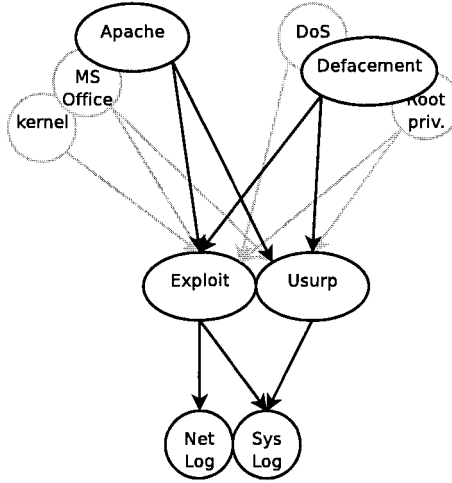 Apache
DoS
MS
Office
Defacement
kernel
Root
priv.
Exploit
Usurp
Net
Log
Sys
Log